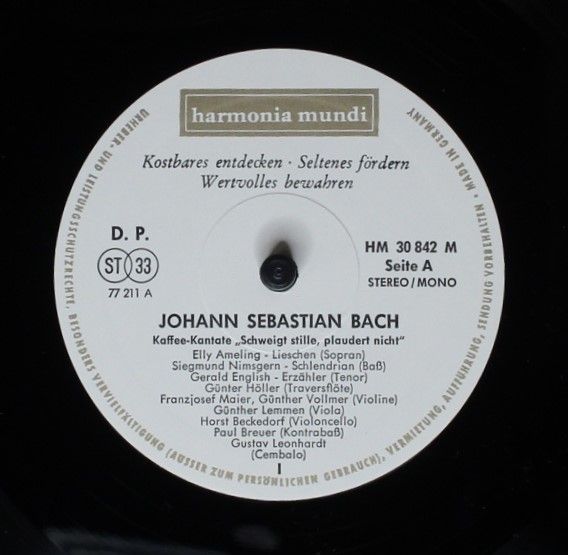 harmonia mundi
Kostbares entdecken · Seltenes fördern
Wertvolles bewahren
D. P.
ST 33
77 211 A
HM 30 842 M
Seite A
STEREO/MONO
JOHANN SEBASTIAN BACH
Kaffee-Kantate „Schweigt stille, plaudert nicht"
Elly Ameling - Lieschen (Sopran)
Siegmund Nimsgern - Schlendrian (Baß)
Gerald English - Erzähler (Tenor)
Günter Höller (Traversflöte)
Franzjosef Maier, Günther Vollmer (Violine)
Günther Lemmen (Viola)
Horst Beckedorf (Violoncello)
Paul Breuer (Kontrabaß)
Gustav Leonhardt
(Cembalo)
I
URHEBER- UND LEISTUNGSSCHUTZRECHTE, BESONDERS VERVIELFÄLTIGUNG (AUSSER ZUM PERSÖNLICHEN GEBRAUCH), VERMIETUNG, AUFFÜHRUNG, SENDUNG VORBEHALTEN • MADE IN GERMANY